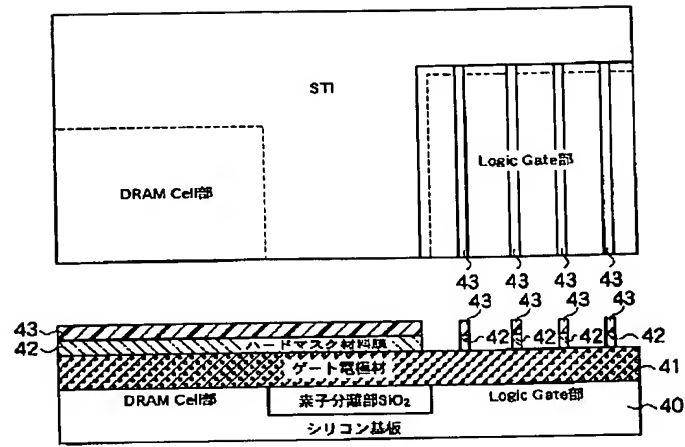 STI
DRAM Cell部
Logic Gate部
43 43 43 43
43 43 43 43
43
42 ハードマスク材料膜 42 42 42 42
ゲート電極材 41
DRAM Cell部 素子分離部SiO₂ Logic Gate部 40
シリコン基板